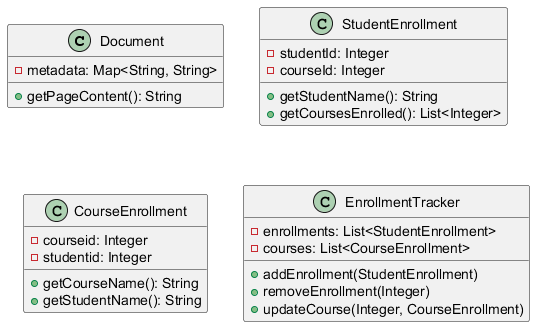 C Document
metadata: Map<String, String>
getPageContent(): String
C StudentEnrollment
studentId: Integer
courseId: Integer
getStudentName(): String
getCoursesEnrolled(): List<Integer>
C CourseEnrollment
courseid: Integer
studentid: Integer
getCourseName(): String
getStudentName(): String
C EnrollmentTracker
enrollments: List<StudentEnrollment>
courses: List<CourseEnrollment>
addEnrollment(StudentEnrollment)
removeEnrollment(Integer)
updateCourse(Integer, CourseEnrollment)